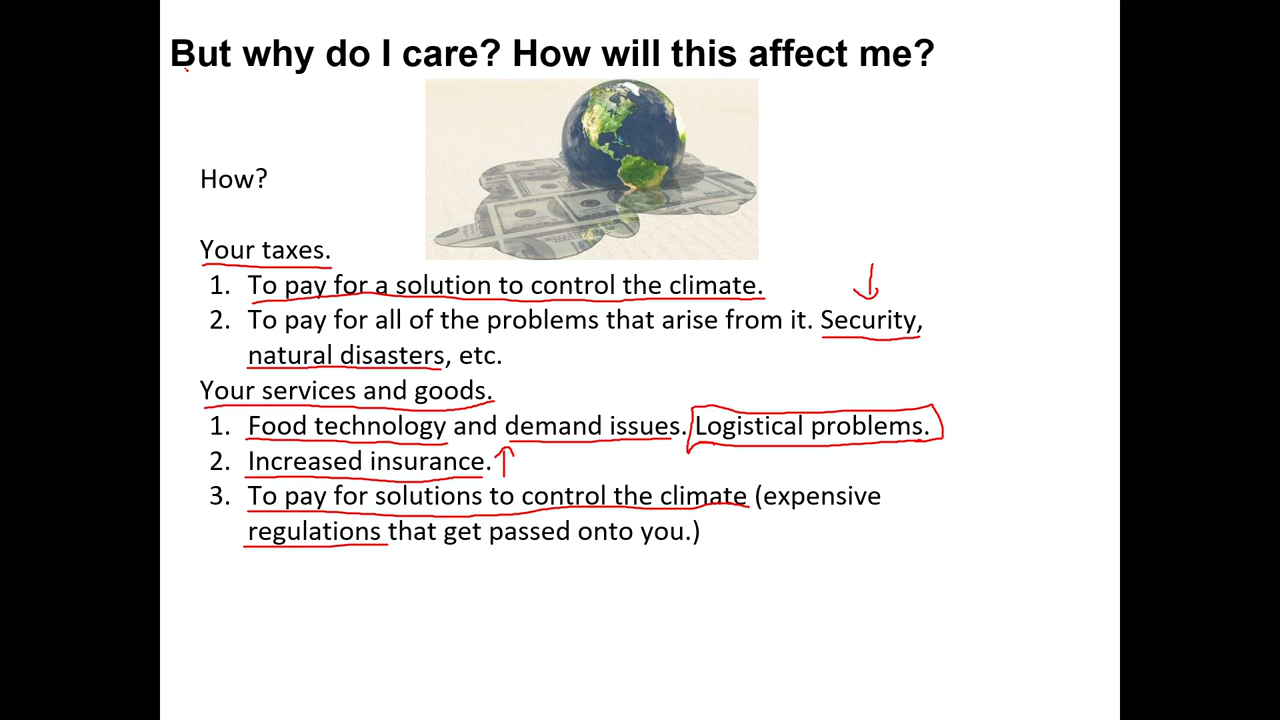 But why do I care? How will this affect me?
How?
Your taxes.
1. To pay for a solution to control the climate.
2. To pay for all of the problems that arise from it. Security,
natural disasters, etc.
Your services and goods.
1. Food technology and demand issues. Logistical problems.
2. Increased insurance.
3. To pay for solutions to control the climate (expensive
regulations that get passed onto you.)